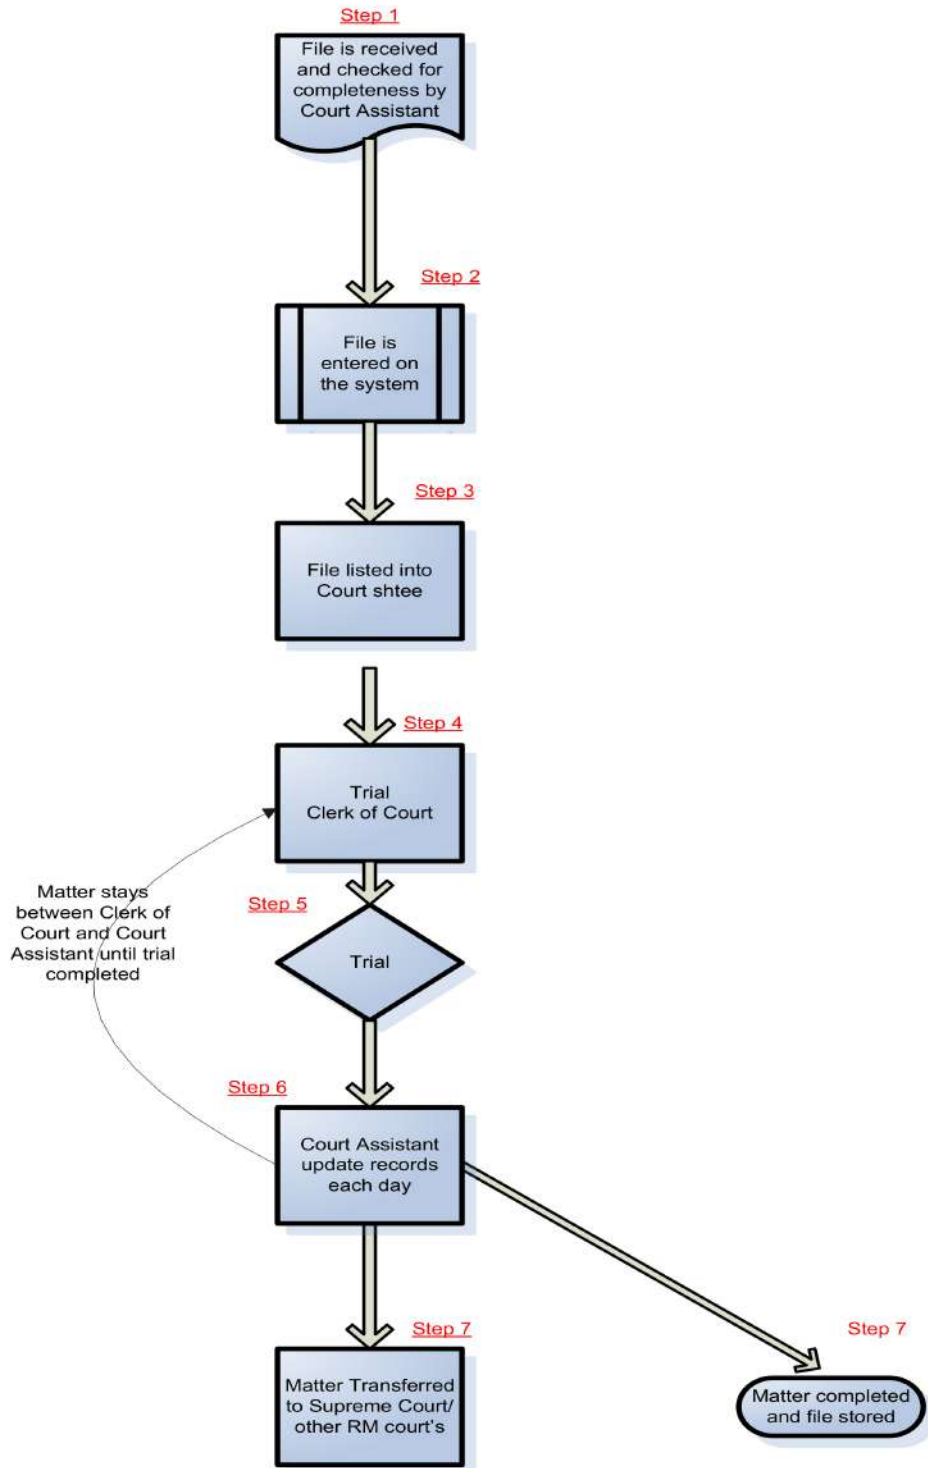 Step 1
File is received
and checked for
completeness by
Court Assistant
Step 2
File is
entered on
the system
Step 3
File listed into
Court shtee
Step 4
Trial
Clerk of Court
Matter stays
between Clerk of
Court and Court
Assistant until trial
completed
Step 5
Trial
Step 6
Court Assistant
update records
each day
Step 7
Matter Transferred
to Supreme Court/
other RM court's
Step 7
Matter completed
and file stored